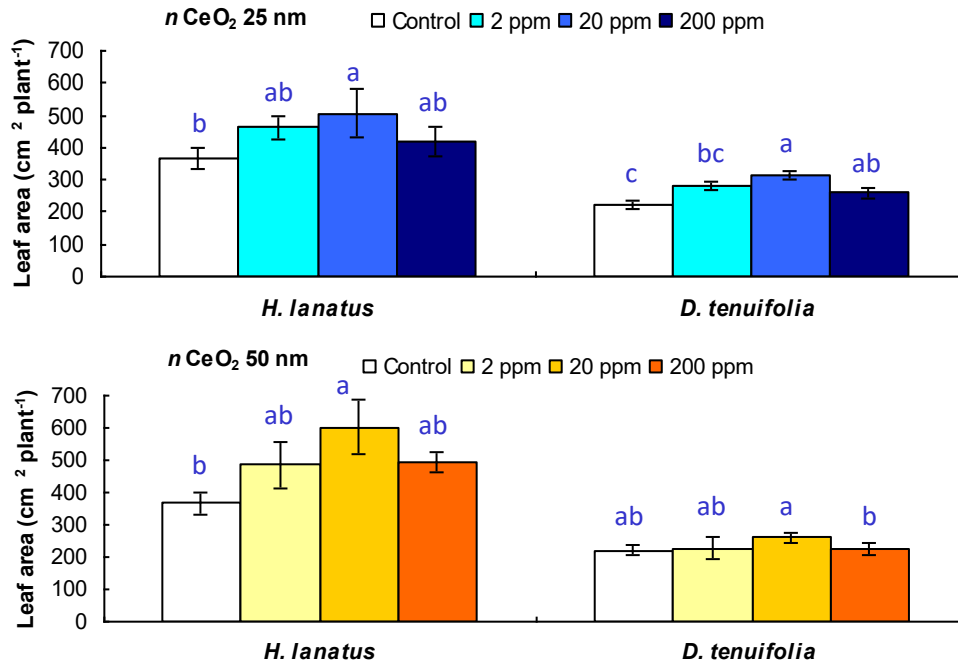 n CeO₂ 25 nm
Control 2 ppm 20 ppm 200 ppm
Leaf area (cm ² plant⁻¹)
700
600
500
400
300
200
100
0
b ab a ab
c bc a ab
H. lanatus D. tenuifolia
n CeO₂ 50 nm
Control 2 ppm 20 ppm 200 ppm
Leaf area (cm ² plant⁻¹)
700
600
500
400
300
200
100
0
b ab a ab
ab ab a b
H. lanatus D. tenuifolia